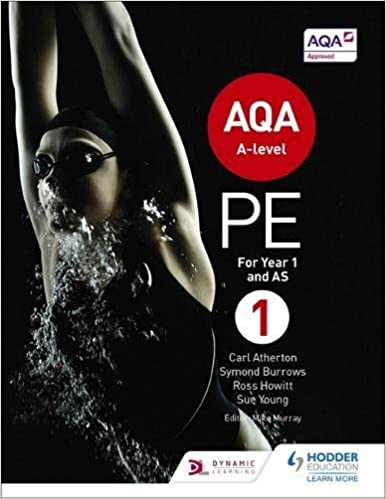 AQA
Approved
AQA
A-level
PE
For Year 1
and AS
1
Carl Atherton
Symond Burrows
Ross Howitt
Sue Young
Editor: Mike Murray
DL
DYNAMIC
LEARNING
HODDER
EDUCATION
LEARN MORE